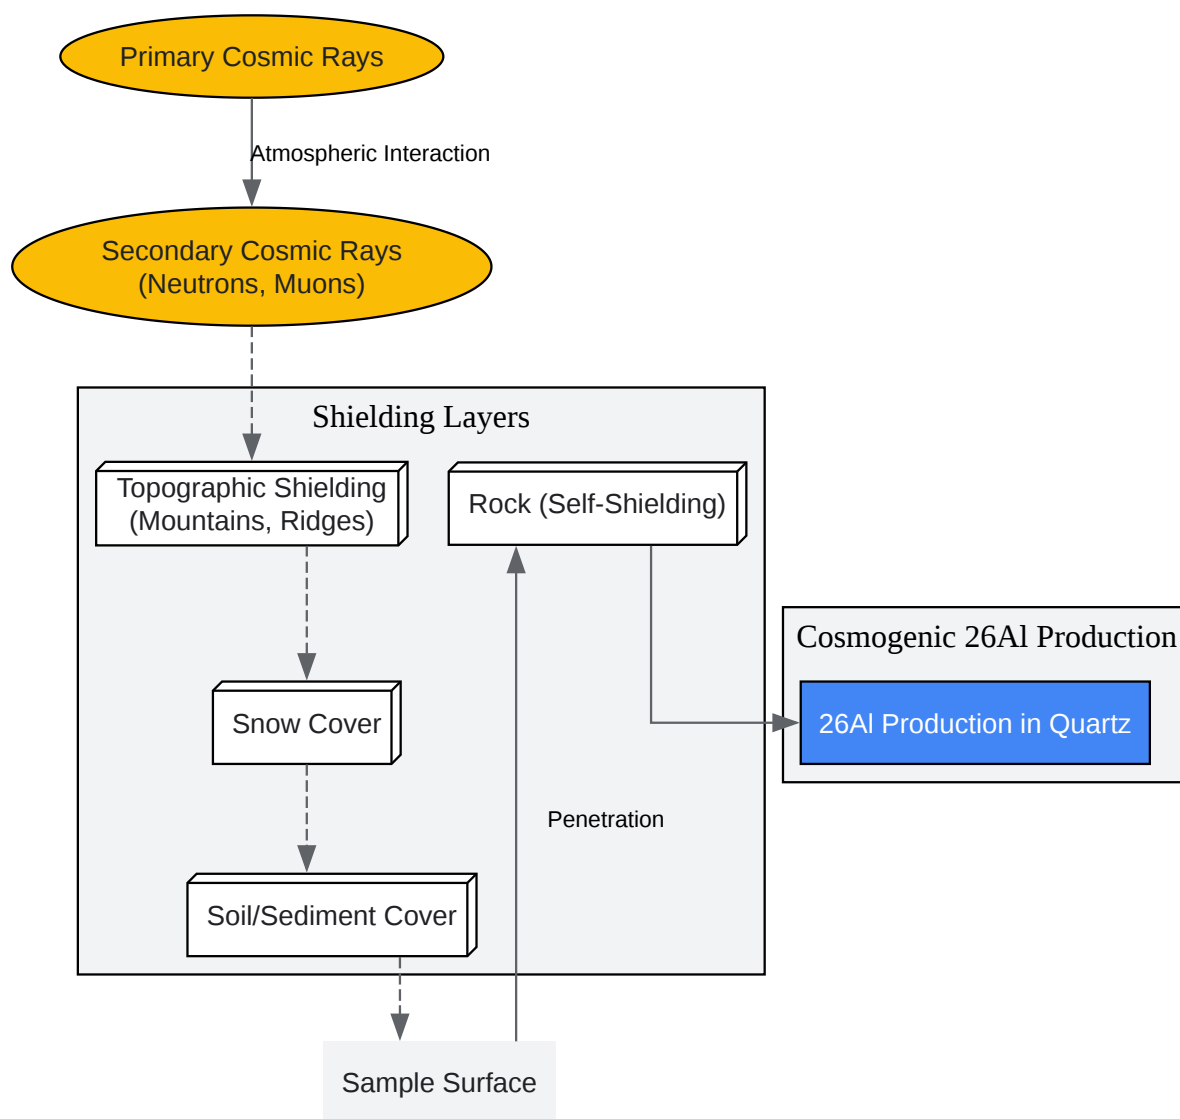 Primary Cosmic Rays
Atmospheric Interaction
Secondary Cosmic Rays
(Neutrons, Muons)
Shielding Layers
Topographic Shielding
(Mountains, Ridges)
Rock (Self-Shielding)
Cosmogenic 26Al Production
26Al Production in Quartz
Snow Cover
Penetration
Soil/Sediment Cover
Sample Surface